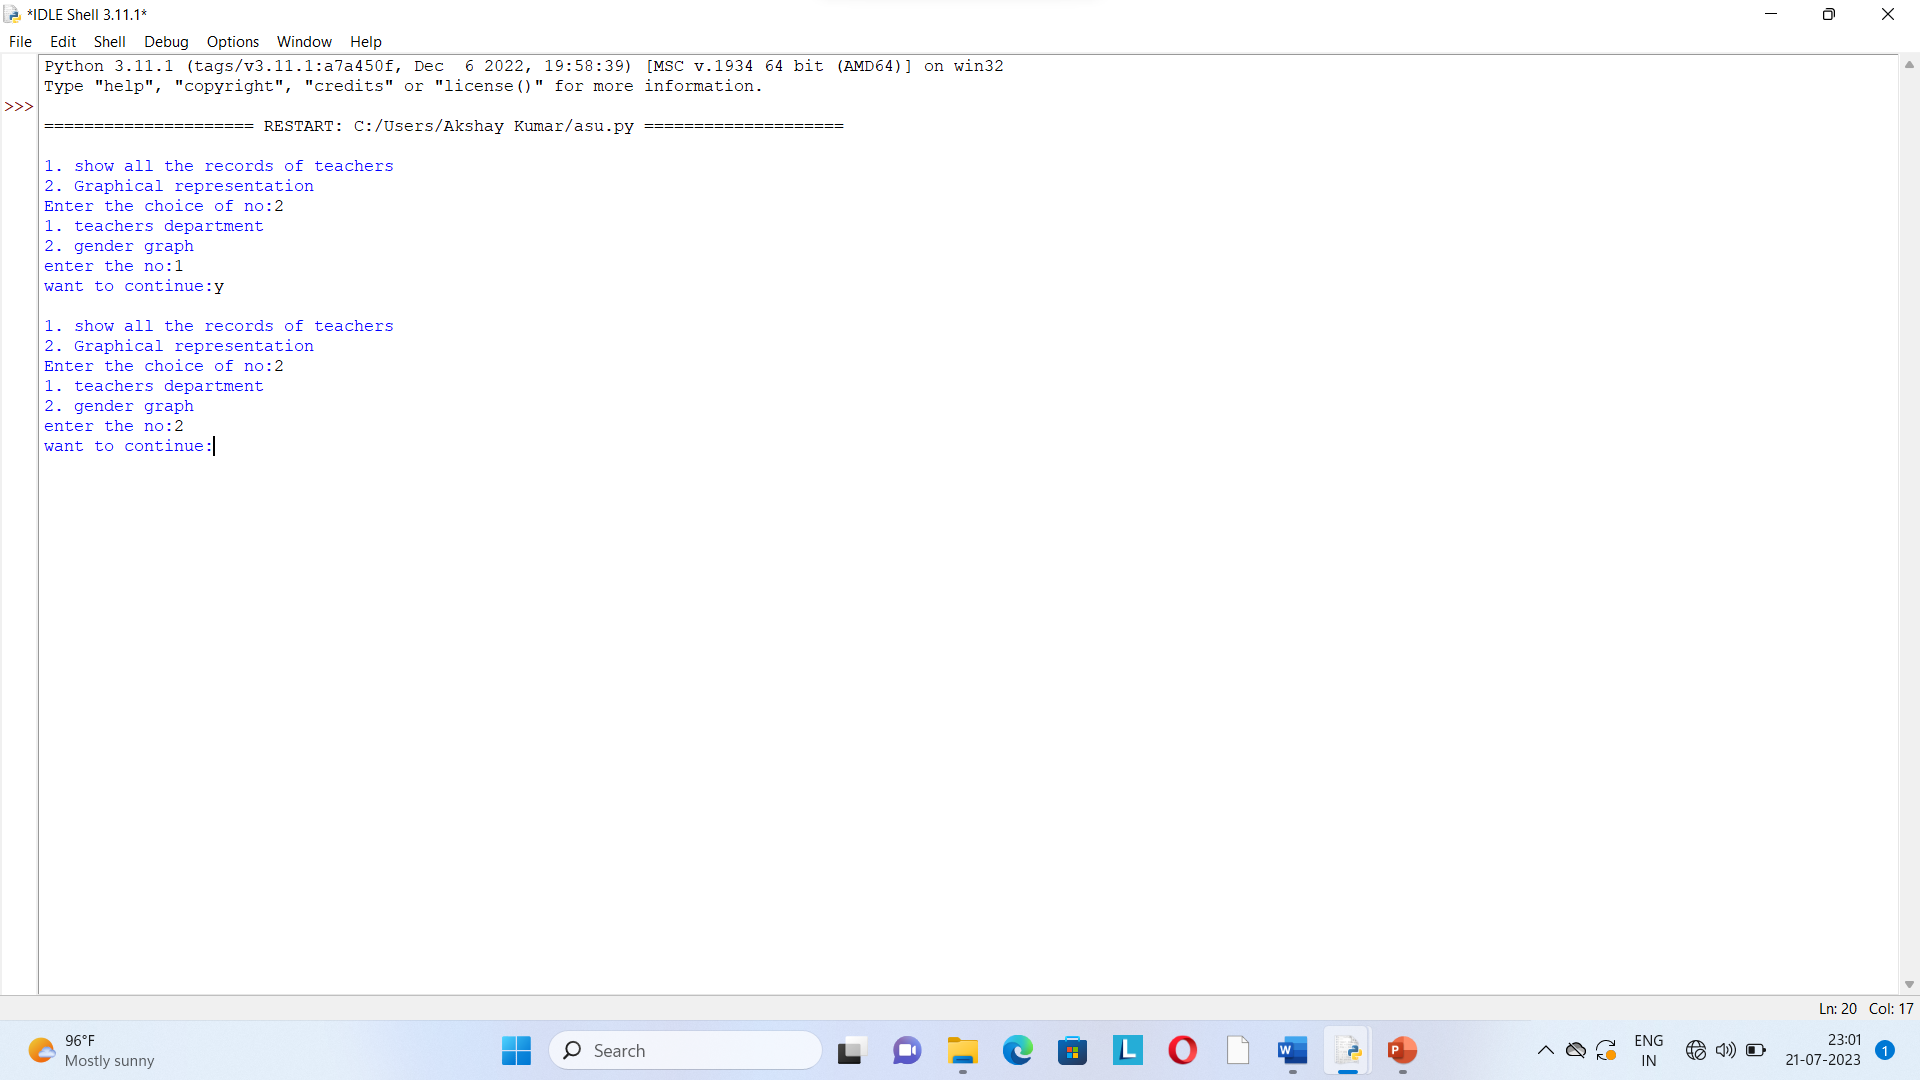 *IDLE Shell 3.11.1*
File Edit Shell Debug Options Window Help
Python 3.11.1 (tags/v3.11.1:a7a450f, Dec  6 2022, 19:58:39) [MSC v.1934 64 bit (AMD64)] on win32
Type "help", "copyright", "credits" or "license()" for more information.
>>>
===================== RESTART: C:/Users/Akshay Kumar/asu.py ====================
1. show all the records of teachers
2. Graphical representation
Enter the choice of no:2
1. teachers department
2. gender graph
enter the no:1
want to continue:y
1. show all the records of teachers
2. Graphical representation
Enter the choice of no:2
1. teachers department
2. gender graph
enter the no:2
want to continue:
Ln: 20 Col: 17
96°F
Mostly sunny
Search
L
W
P
ENG
IN
23:01
21-07-2023
1